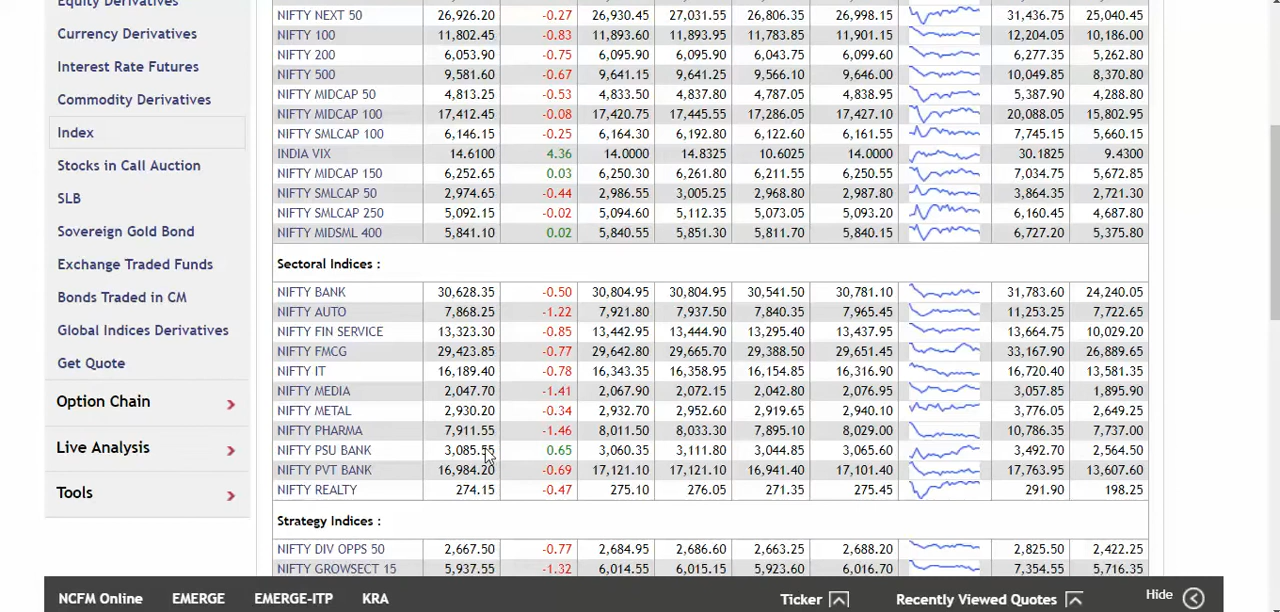 Equity Derivatives
Currency Derivatives
Interest Rate Futures
Commodity Derivatives
Index
Stocks in Call Auction
SLB
Sovereign Gold Bond
Exchange Traded Funds
Bonds Traded in CM
Global Indices Derivatives
Get Quote
Option Chain
Live Analysis
Tools
NIFTY NEXT 50 26,926.20 -0.27 26,930.45 27,031.55 26,806.35 26,998.15 31,436.75 25,040.45
NIFTY 100 11,802.45 -0.83 11,893.60 11,893.95 11,783.85 11,901.15 12,204.05 10,186.00
NIFTY 200 6,053.90 -0.75 6,095.90 6,095.90 6,043.75 6,099.60 6,277.35 5,262.80
NIFTY 500 9,581.60 -0.67 9,641.15 9,641.25 9,566.10 9,646.00 10,049.85 8,370.80
NIFTY MIDCAP 50 4,813.25 -0.53 4,833.50 4,837.80 4,787.05 4,838.95 5,387.90 4,288.80
NIFTY MIDCAP 100 17,412.45 -0.08 17,420.75 17,445.55 17,286.05 17,427.10 20,088.05 15,802.95
NIFTY SMLCAP 100 6,146.15 -0.25 6,164.30 6,192.80 6,122.60 6,161.55 7,745.15 5,660.15
INDIA VIX 14.6100 4.36 14.0000 14.8325 10.6025 14.0000 30.1825 9.4300
NIFTY MIDCAP 150 6,252.65 0.03 6,250.30 6,261.80 6,211.55 6,250.55 7,034.75 5,672.85
NIFTY SMLCAP 50 2,974.65 -0.44 2,986.55 3,005.25 2,968.80 2,987.80 3,864.35 2,721.30
NIFTY SMLCAP 250 5,092.15 -0.02 5,094.60 5,112.35 5,073.05 5,093.20 6,160.45 4,687.80
NIFTY MIDSML 400 5,841.10 0.02 5,840.55 5,851.30 5,811.70 5,840.15 6,727.20 5,375.80
Sectoral Indices :
NIFTY BANK 30,628.35 -0.50 30,804.95 30,804.95 30,541.50 30,781.10 31,783.60 24,240.05
NIFTY AUTO 7,868.25 -1.22 7,921.80 7,937.50 7,840.35 7,965.45 11,253.25 7,722.65
NIFTY FIN SERVICE 13,323.30 -0.85 13,442.95 13,444.90 13,295.40 13,437.95 13,664.75 10,029.20
NIFTY FMCG 29,423.85 -0.77 29,642.80 29,665.70 29,388.50 29,651.45 33,167.90 26,889.65
NIFTY IT 16,189.40 -0.78 16,343.35 16,358.95 16,154.85 16,316.90 16,720.40 13,581.35
NIFTY MEDIA 2,047.70 -1.41 2,067.90 2,072.15 2,042.80 2,076.95 3,057.85 1,895.90
NIFTY METAL 2,930.20 -0.34 2,932.70 2,952.60 2,919.65 2,940.10 3,776.05 2,649.25
NIFTY PHARMA 7,911.55 -1.46 8,011.50 8,033.30 7,895.10 8,029.00 10,786.35 7,737.00
NIFTY PSU BANK 3,085.55 0.65 3,060.35 3,111.80 3,044.85 3,065.60 3,492.70 2,564.50
NIFTY PVT BANK 16,984.20 -0.69 17,121.10 17,121.10 16,941.40 17,101.40 17,763.95 13,607.60
NIFTY REALTY 274.15 -0.47 275.10 276.05 271.35 275.45 291.90 198.25
Strategy Indices :
NIFTY DIV OPPS 50 2,667.50 -0.77 2,684.95 2,686.60 2,663.25 2,688.20 2,825.50 2,422.25
NIFTY GROWSECT 15 5,937.55 -1.32 6,014.55 6,015.15 5,923.60 6,016.70 7,354.55 5,716.35
NCFM Online EMERGE EMERGE-ITP KRA Ticker Recently Viewed Quotes Hide